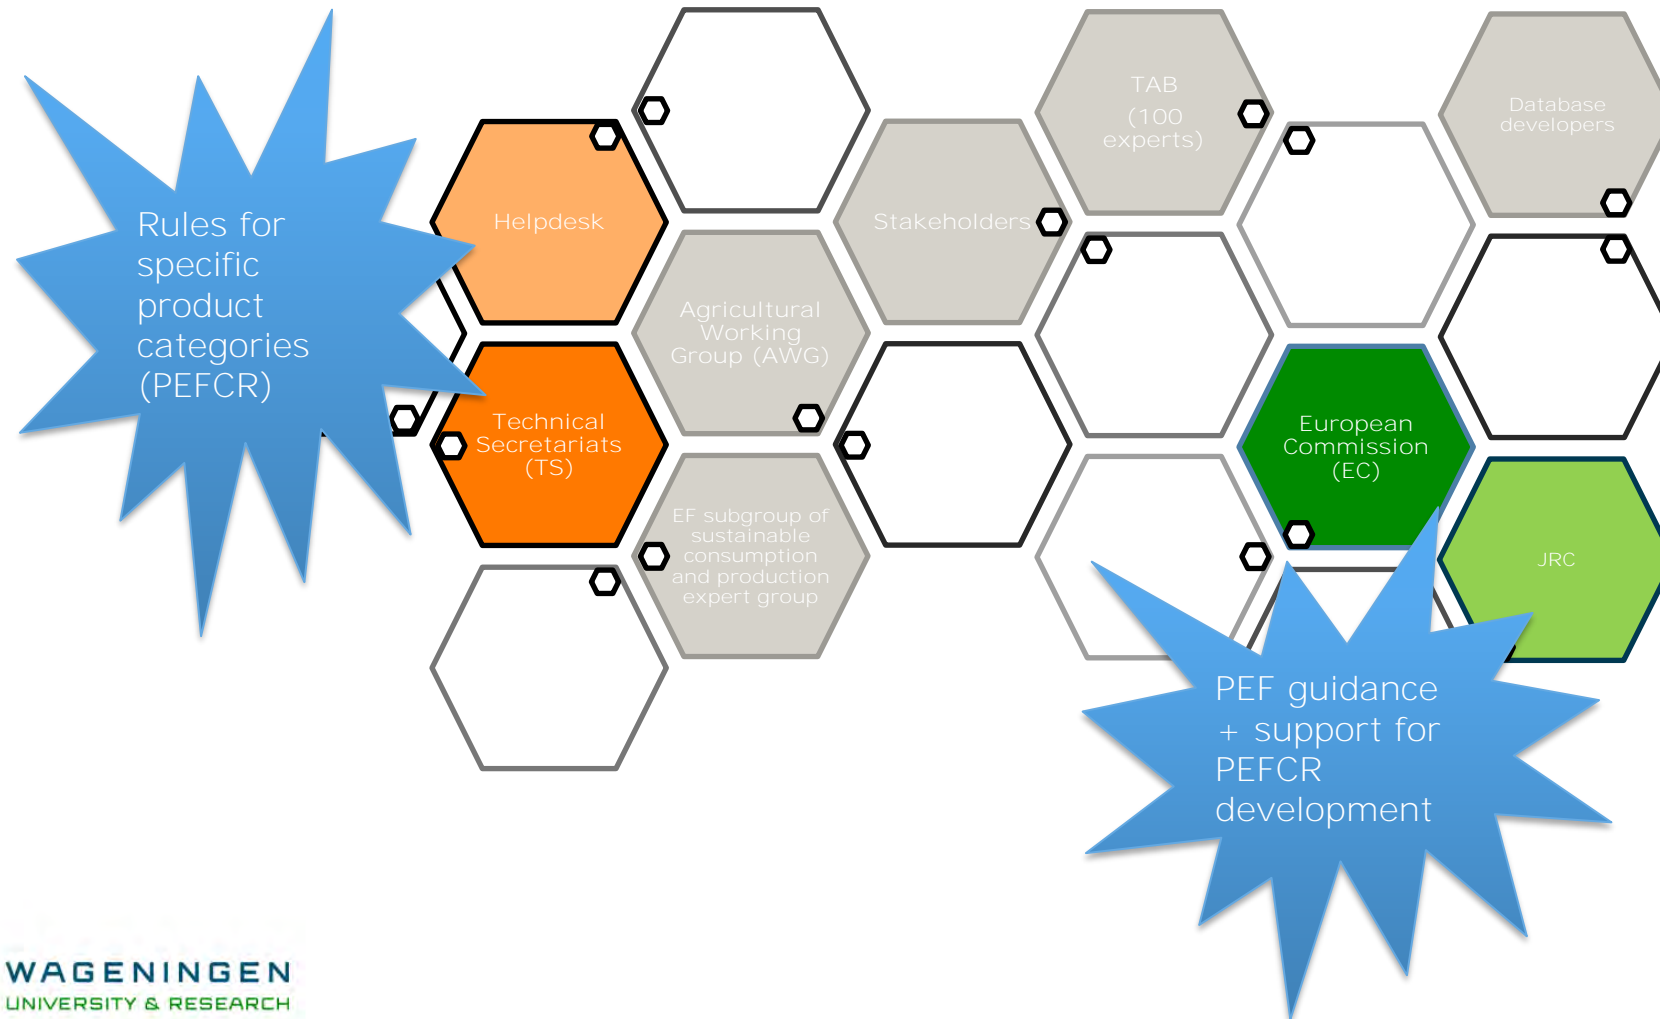 Rules for
specific
product
categories
(PEFCR)
Helpdesk
Technical
Secretariats
(TS)
Agricultural
Working
Group (AWG)
EF subgroup of
sustainable
consumption
and production
expert group
Stakeholders
TAB
(100
experts)
Database
developers
European
Commission
(EC)
JRC
PEF guidance
+ support for
PEFCR
development
WAGENINGEN
UNIVERSITY & RESEARCH